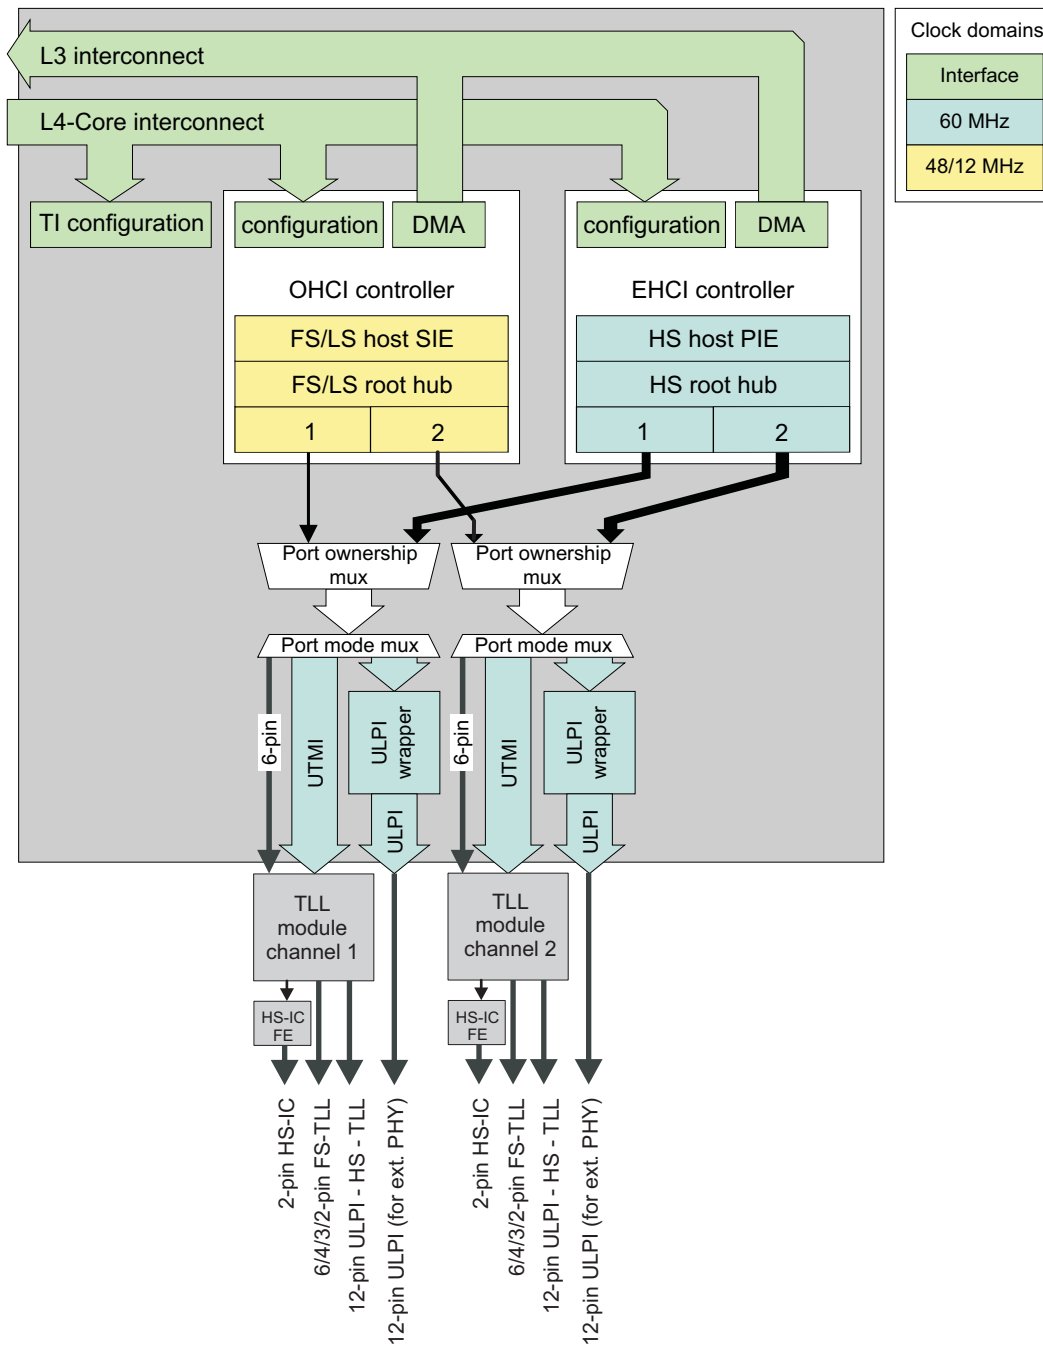 Clock domains
Interface
60 MHz
48/12 MHz
L3 interconnect
L4-Core interconnect
TI configuration
configuration
DMA
configuration
DMA
OHCI controller
EHCI controller
FS/LS host SIE
FS/LS root hub
1
2
HS host PIE
HS root hub
1
2
Port ownership
mux
Port ownership
mux
Port mode mux
Port mode mux
6-pin
UTMI
ULPI
wrapper
ULPI
6-pin
UTMI
ULPI
wrapper
ULPI
TLL
module
channel 1
TLL
module
channel 2
HS-IC
FE
HS-IC
FE
2-pin HS-IC
6/4/3/2-pin FS-TLL
12-pin ULPI - HS - TLL
12-pin ULPI (for ext. PHY)
2-pin HS-IC
6/4/3/2-pin FS-TLL
12-pin ULPI - HS - TLL
12-pin ULPI (for ext. PHY)